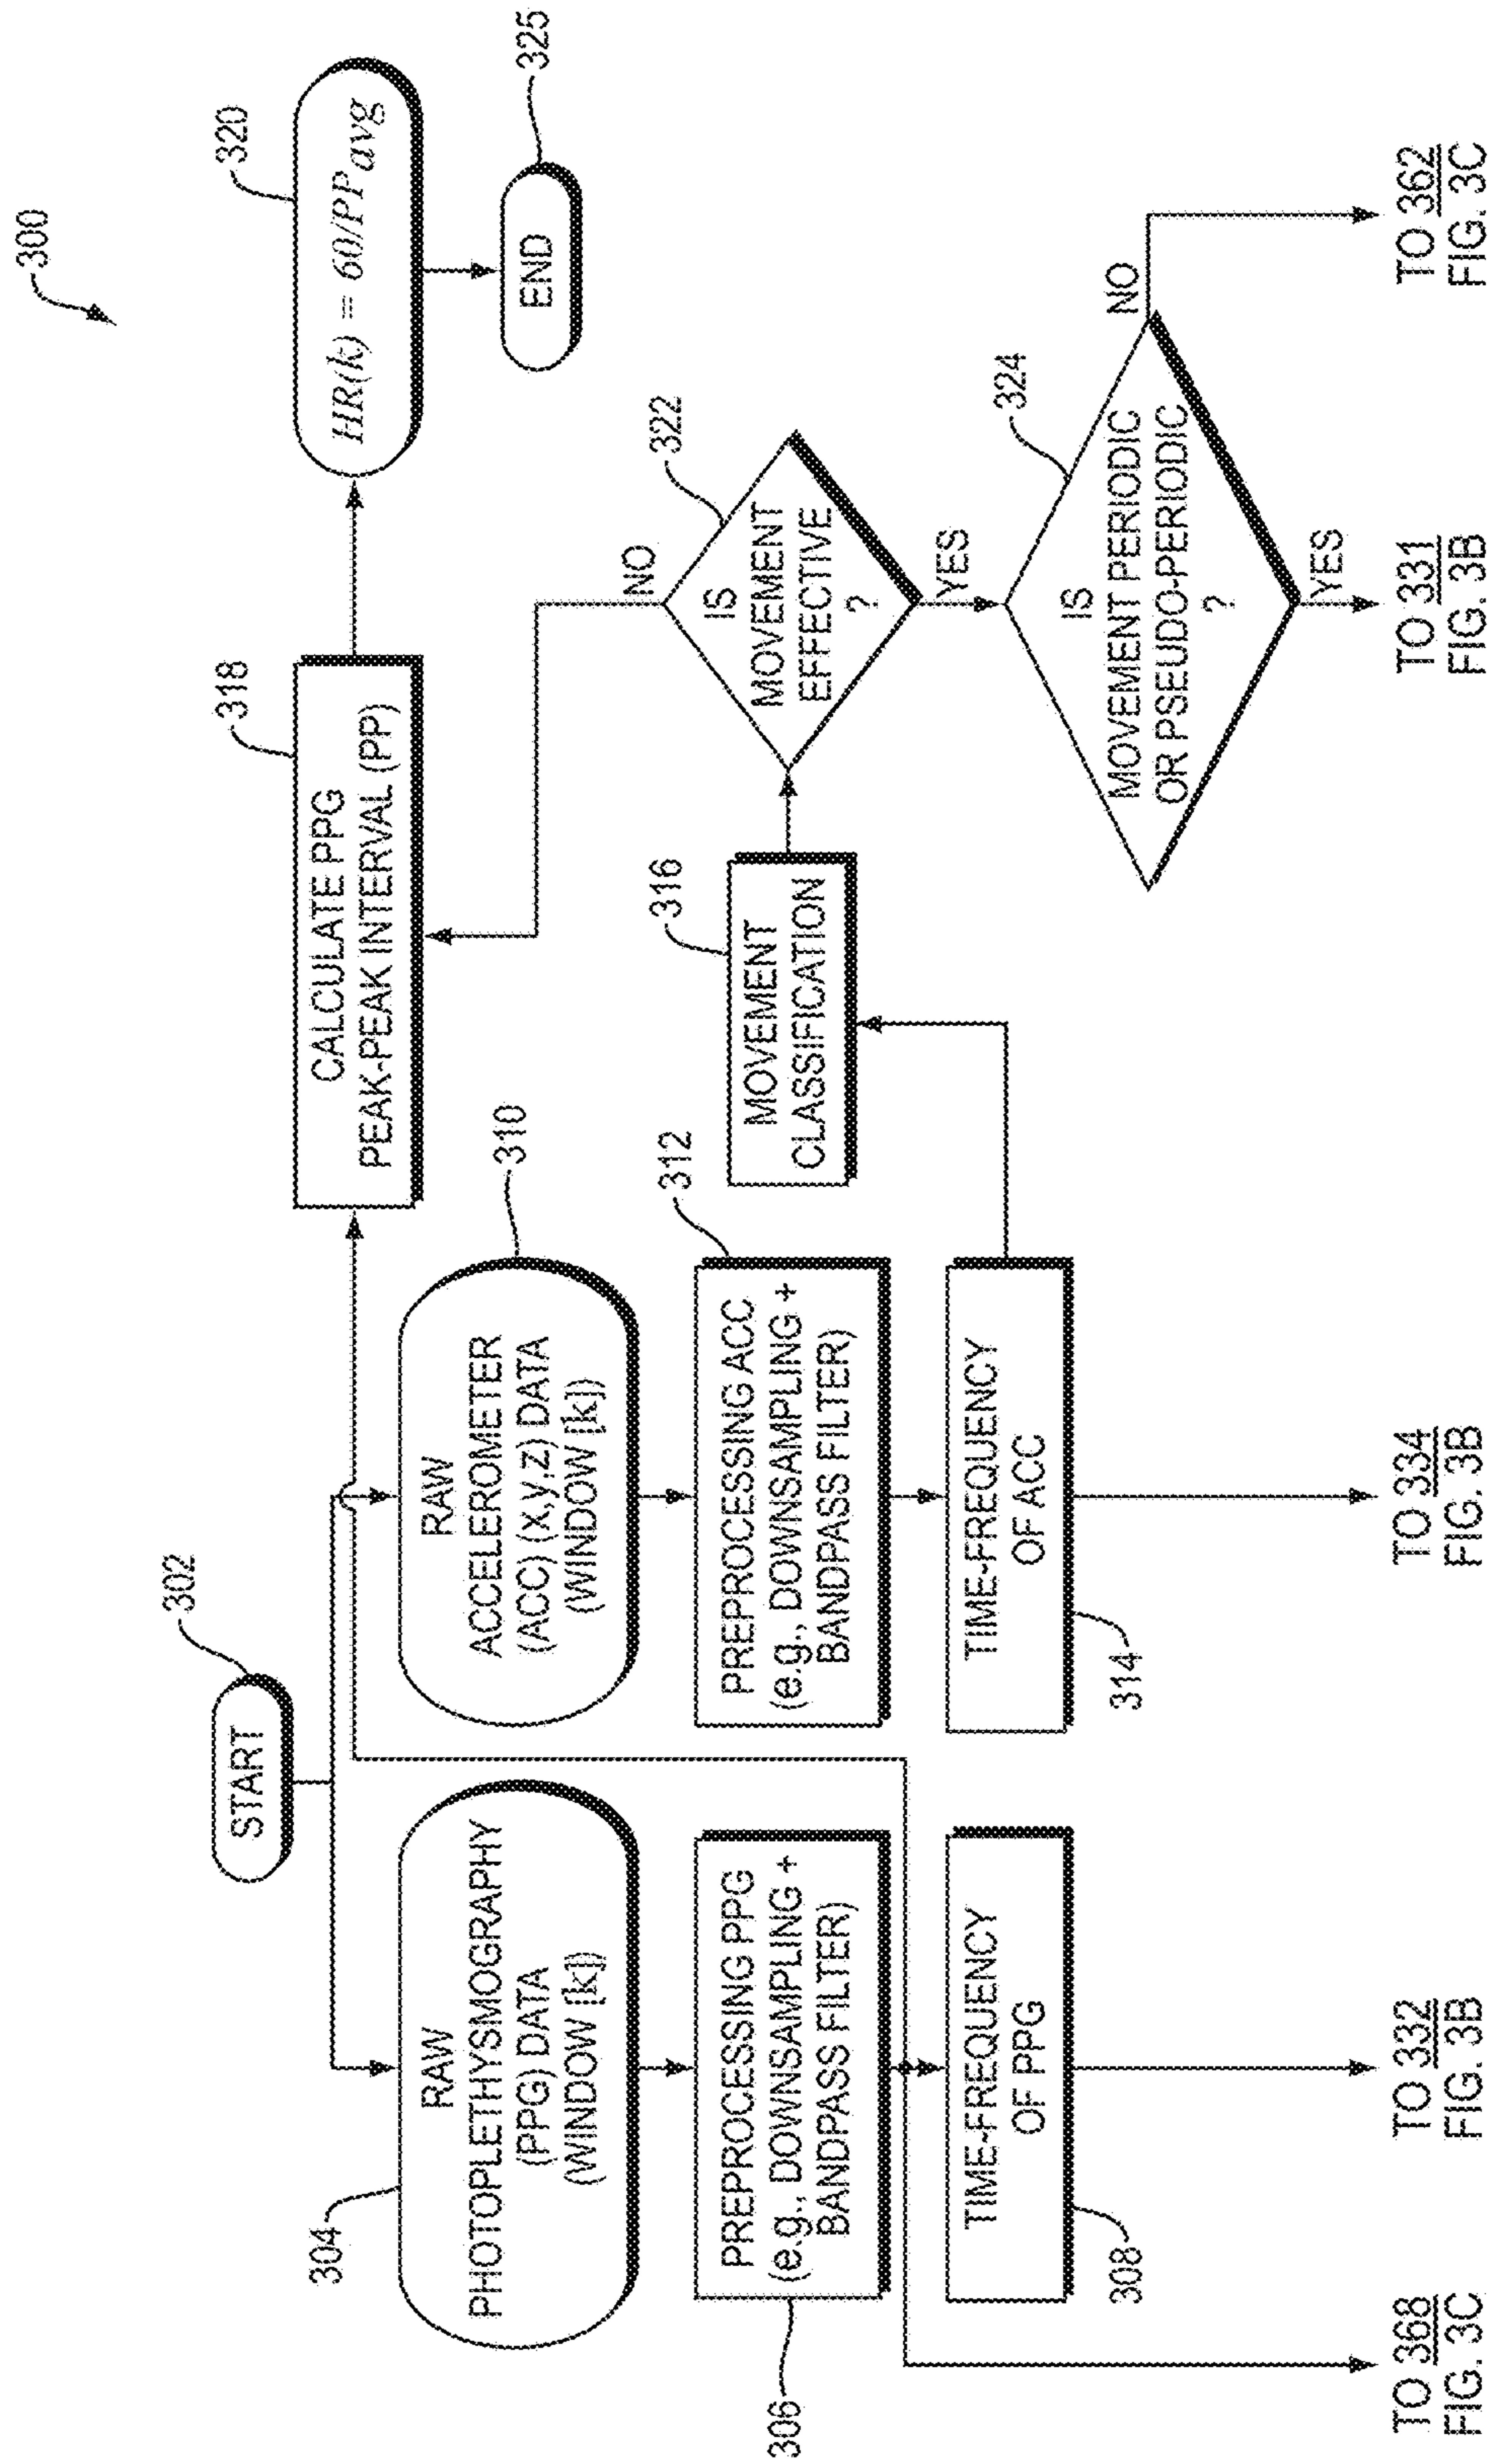 300
302
START
304
RAW
PHOTOPLETHYSMOGRAPHY
(PPG) DATA
(WINDOW [k])
306
PREPROCESSING PPG
(e.g., DOWNSAMPLING +
BANDPASS FILTER)
308
TIME-FREQUENCY
OF PPG
310
RAW
ACCELEROMETER
(ACC) (x,y,z) DATA
(WINDOW [k])
312
PREPROCESSING ACC
(e.g., DOWNSAMPLING +
BANDPASS FILTER)
314
TIME-FREQUENCY
OF ACC
316
MOVEMENT
CLASSIFICATION
318
CALCULATE PPG
PEAK-PEAK INTERVAL (PP)
320
HR(k) = 60/PPavg
325
END
322
IS
MOVEMENT
EFFECTIVE
?
NO
YES
324
IS
MOVEMENT PERIODIC
OR PSEUDO-PERIODIC
?
NO
YES
TO 368
FIG. 3C
TO 332
FIG. 3B
TO 334
FIG. 3B
TO 331
FIG. 3B
TO 362
FIG. 3C